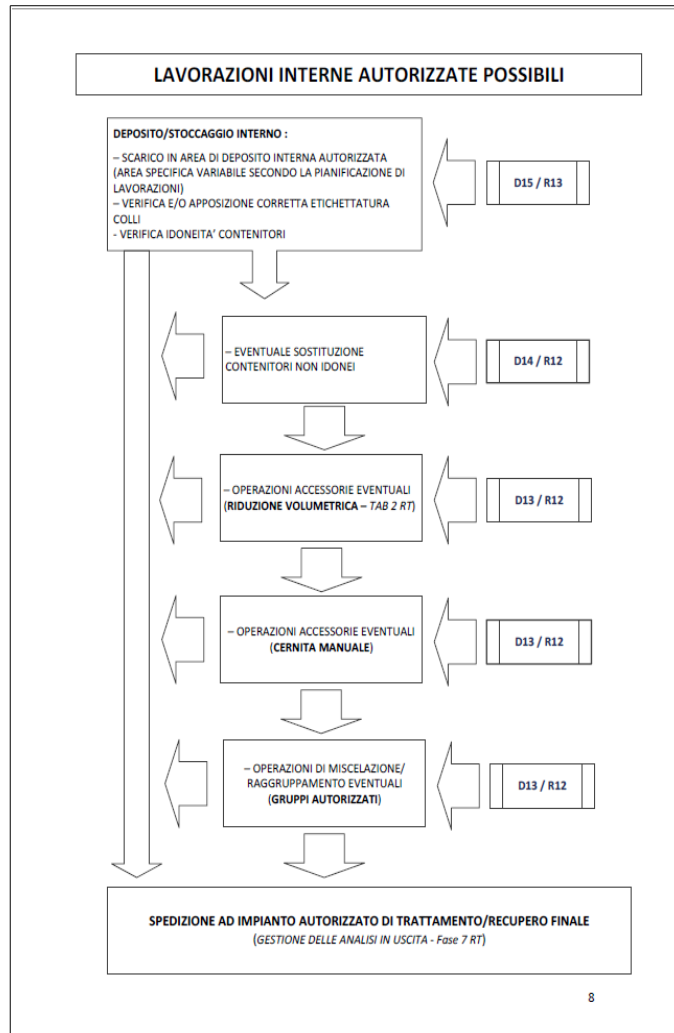 LAVORAZIONI INTERNE AUTORIZZATE POSSIBILI
DEPOSITO/STOCCAGGIO INTERNO :
– SCARICO IN AREA DI DEPOSITO INTERNA AUTORIZZATA
(AREA SPECIFICA VARIABILE SECONDO LA PIANIFICAZIONE DI
LAVORAZIONI)
– VERIFICA E/O APPOSIZIONE CORRETTA ETICHETTATURA
COLLI
- VERIFICA IDONEITA’ CONTENITORI
D15 / R13
– EVENTUALE SOSTITUZIONE
CONTENITORI NON IDONEI
D14 / R12
– OPERAZIONI ACCESSORIE EVENTUALI
(RIDUZIONE VOLUMETRICA – TAB 2 RT)
D13 / R12
– OPERAZIONI ACCESSORIE EVENTUALI
(CERNITA MANUALE)
D13 / R12
– OPERAZIONI DI MISCELAZIONE/
RAGGRUPPAMENTO EVENTUALI
(GRUPPI AUTORIZZATI)
D13 / R12
SPEDIZIONE AD IMPIANTO AUTORIZZATO DI TRATTAMENTO/RECUPERO FINALE
(GESTIONE DELLE ANALISI IN USCITA - Fase 7 RT)
8